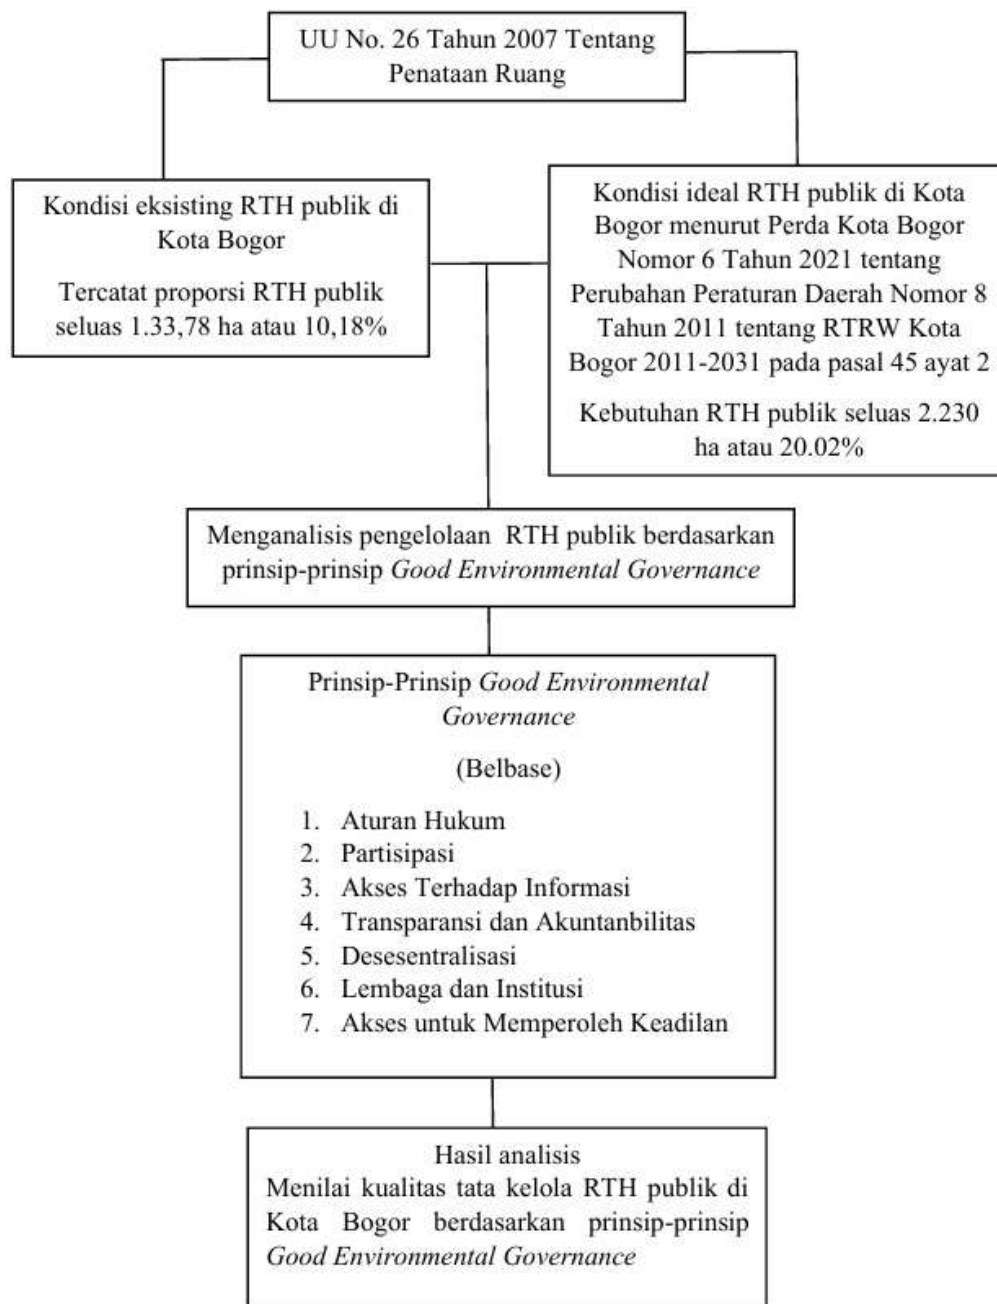 UU No. 26 Tahun 2007 Tentang
Penataan Ruang
Kondisi eksisting RTH publik di
Kota Bogor
Tercatat proporsi RTH publik
seluas 1.33,78 ha atau 10,18%
Kondisi ideal RTH publik di Kota
Bogor menurut Perda Kota Bogor
Nomor 6 Tahun 2021 tentang
Perubahan Peraturan Daerah Nomor 8
Tahun 2011 tentang RTRW Kota
Bogor 2011-2031 pada pasal 45 ayat 2
Kebutuhan RTH publik seluas 2.230
ha atau 20.02%
Menganalisis pengelolaan RTH publik berdasarkan
prinsip-prinsip Good Environmental Governance
Prinsip-Prinsip Good Environmental
Governance
(Belbase)
1. Aturan Hukum
2. Partisipasi
3. Akses Terhadap Informasi
4. Transparansi dan Akuntanbilitas
5. Desesentralisasi
6. Lembaga dan Institusi
7. Akses untuk Memperoleh Keadilan
Hasil analisis
Menilai kualitas tata kelola RTH publik di
Kota Bogor berdasarkan prinsip-prinsip
Good Environmental Governance